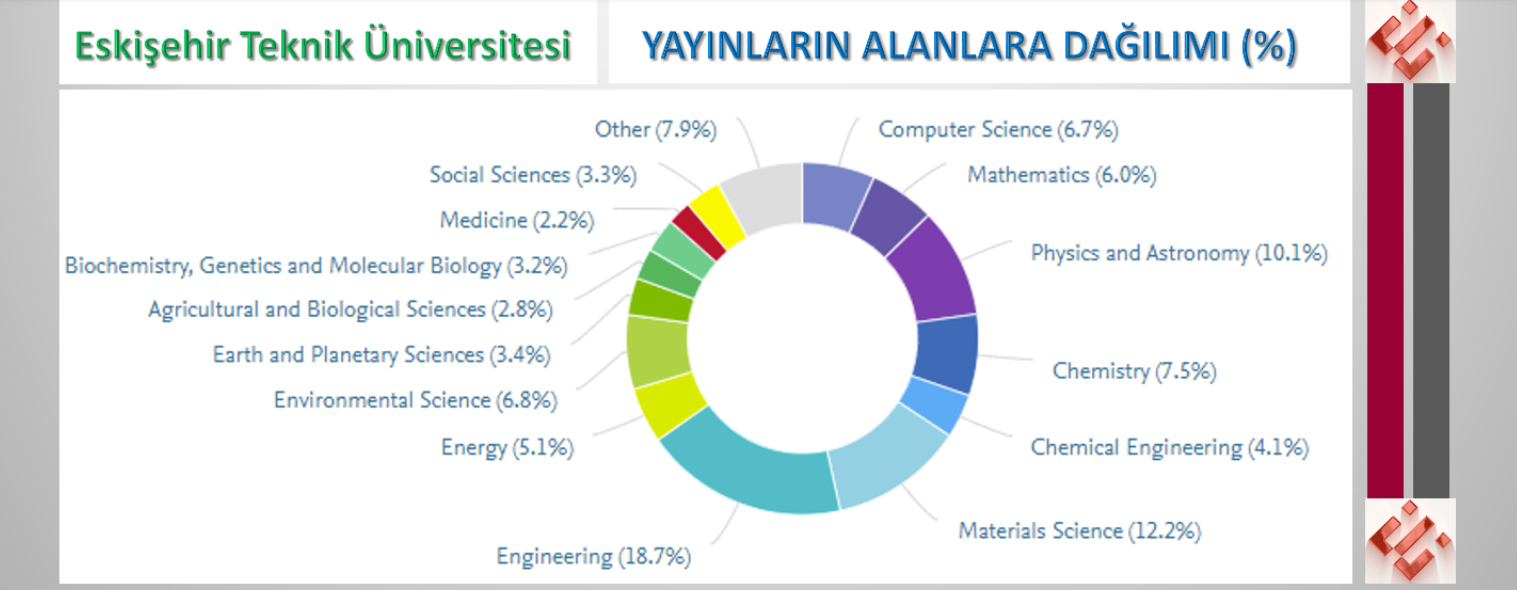 Eskişehir Teknik Üniversitesi
YAYINLARIN ALANLARA DAĞILIMI (%)
Other (7.9%)
Computer Science (6.7%)
Social Sciences (3.3%)
Mathematics (6.0%)
Medicine (2.2%)
Physics and Astronomy (10.1%)
Biochemistry, Genetics and Molecular Biology (3.2%)
Agricultural and Biological Sciences (2.8%)
Earth and Planetary Sciences (3.4%)
Chemistry (7.5%)
Environmental Science (6.8%)
Energy (5.1%)
Chemical Engineering (4.1%)
Materials Science (12.2%)
Engineering (18.7%)